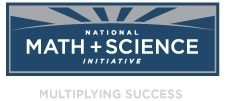 NATIONAL
MATH + SCIENCE
INITIATIVE
MULTIPLYING SUCCESS